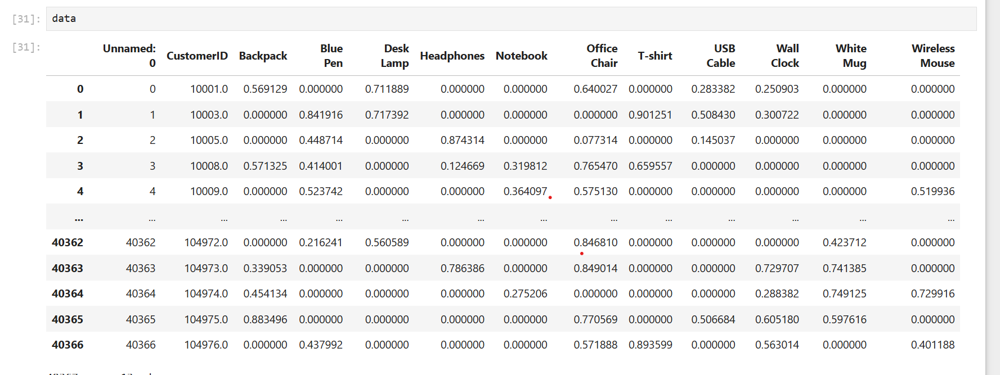 [31]: data
[31]:
Unnamed: 0 CustomerID Backpack Blue Pen Desk Lamp Headphones Notebook Office Chair T-shirt USB Cable Wall Clock White Mug Wireless Mouse
0 0 10001.0 0.569129 0.000000 0.711889 0.000000 0.000000 0.640027 0.000000 0.283382 0.250903 0.000000 0.000000
1 1 10003.0 0.000000 0.841916 0.717392 0.000000 0.000000 0.000000 0.901251 0.508430 0.300722 0.000000 0.000000
2 2 10005.0 0.000000 0.448714 0.000000 0.874314 0.000000 0.077314 0.000000 0.145037 0.000000 0.000000 0.000000
3 3 10008.0 0.571325 0.414001 0.000000 0.124669 0.319812 0.765470 0.659557 0.000000 0.000000 0.000000 0.000000
4 4 10009.0 0.000000 0.523742 0.000000 0.000000 0.364097 0.575130 0.000000 0.000000 0.000000 0.000000 0.519936
... ... ... ... ... ... ... ... ... ... ... ... ... ...
40362 40362 104972.0 0.000000 0.216241 0.560589 0.000000 0.000000 0.846810 0.000000 0.000000 0.000000 0.423712 0.000000
40363 40363 104973.0 0.339053 0.000000 0.000000 0.786386 0.000000 0.849014 0.000000 0.000000 0.729707 0.741385 0.000000
40364 40364 104974.0 0.454134 0.000000 0.000000 0.000000 0.275206 0.000000 0.000000 0.000000 0.288382 0.749125 0.729916
40365 40365 104975.0 0.883496 0.000000 0.000000 0.000000 0.000000 0.770569 0.000000 0.506684 0.605180 0.597616 0.000000
40366 40366 104976.0 0.000000 0.437992 0.000000 0.000000 0.000000 0.571888 0.893599 0.000000 0.563014 0.000000 0.401188